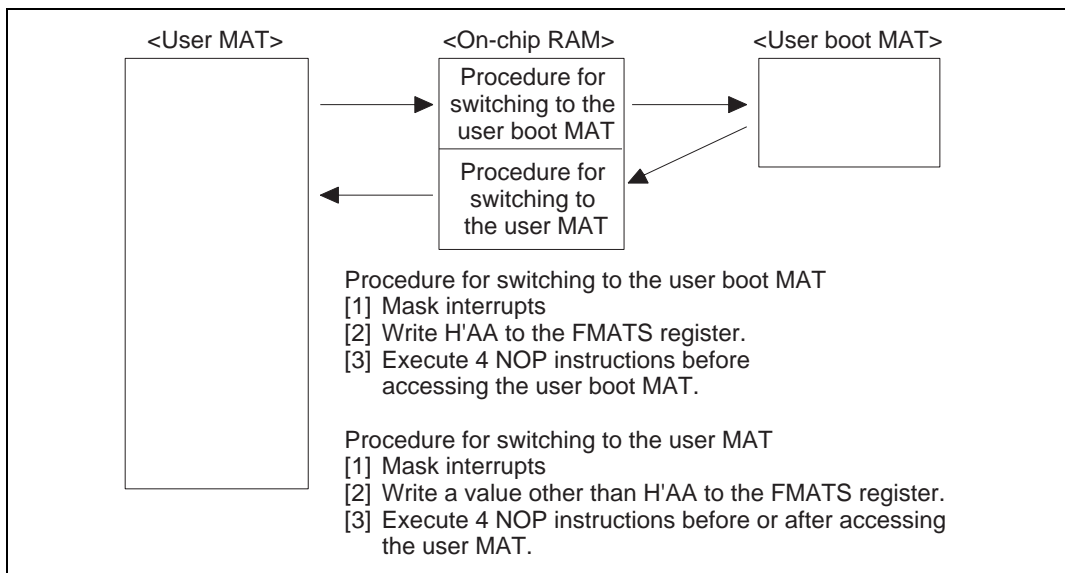 <User MAT>
<On-chip RAM>
<User boot MAT>
Procedure for
switching to the
user boot MAT
Procedure for
switching to
the user MAT
Procedure for switching to the user boot MAT
[1] Mask interrupts
[2] Write H'AA to the FMATS register.
[3] Execute 4 NOP instructions before
accessing the user boot MAT.
Procedure for switching to the user MAT
[1] Mask interrupts
[2] Write a value other than H'AA to the FMATS register.
[3] Execute 4 NOP instructions before or after accessing
the user MAT.